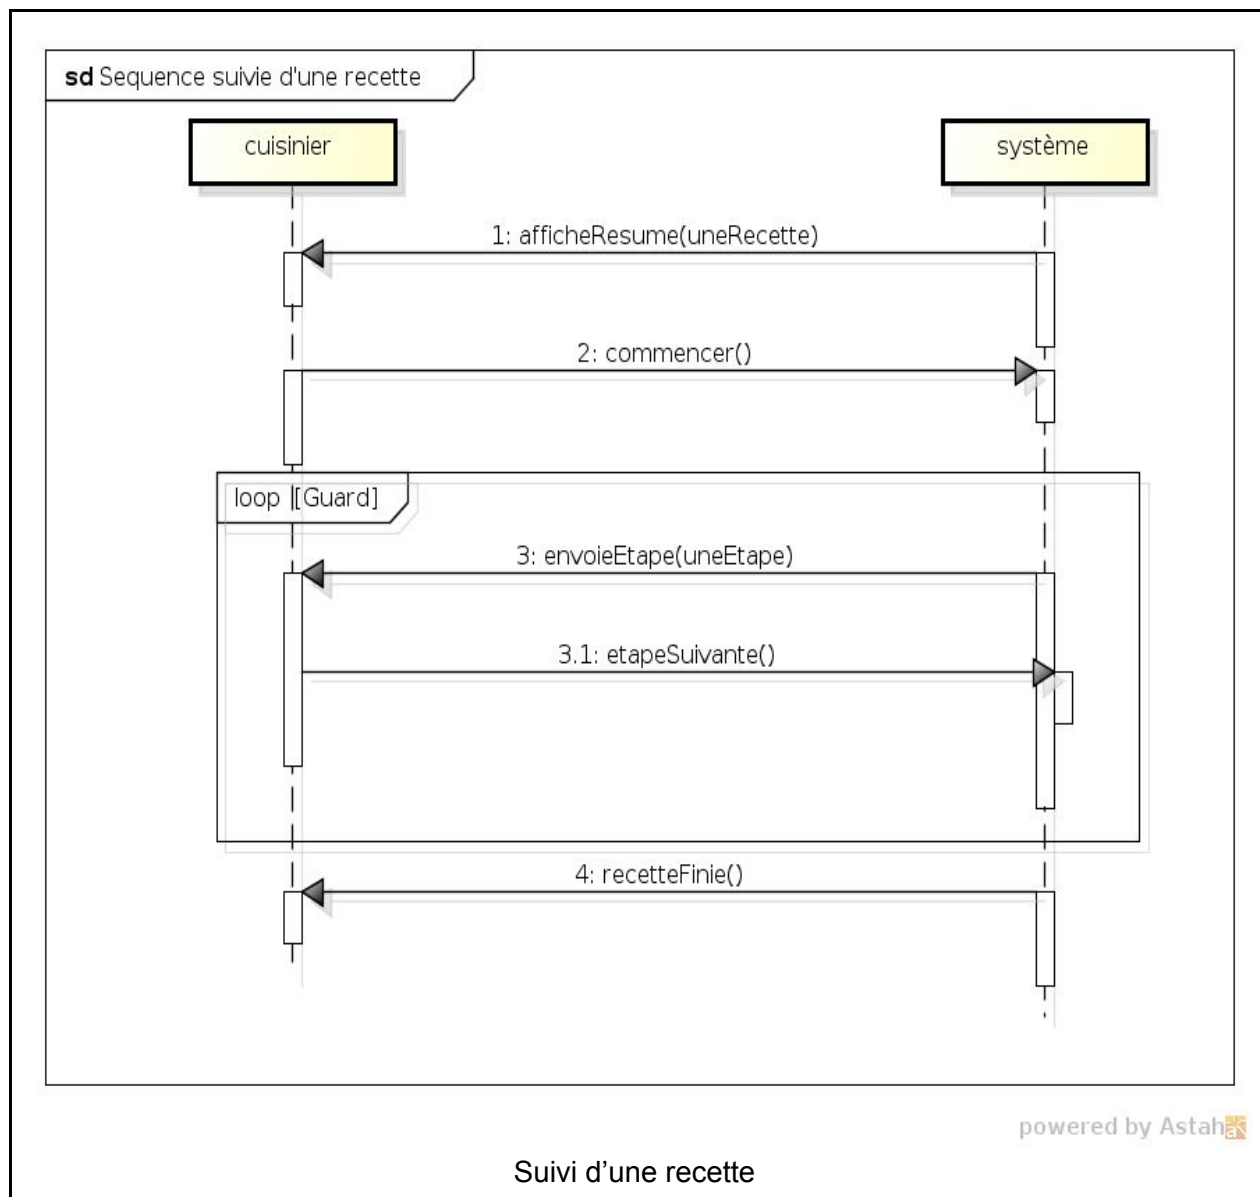 sd Sequence suivie d'une recette
cuisinier
système
1: afficheResume(uneRecette)
2: commencer()
loop [Guard]
3: envoieEtape(uneEtape)
3.1: etapeSuivante()
4: recetteFinie()
powered by Astah
Suivi d’une recette